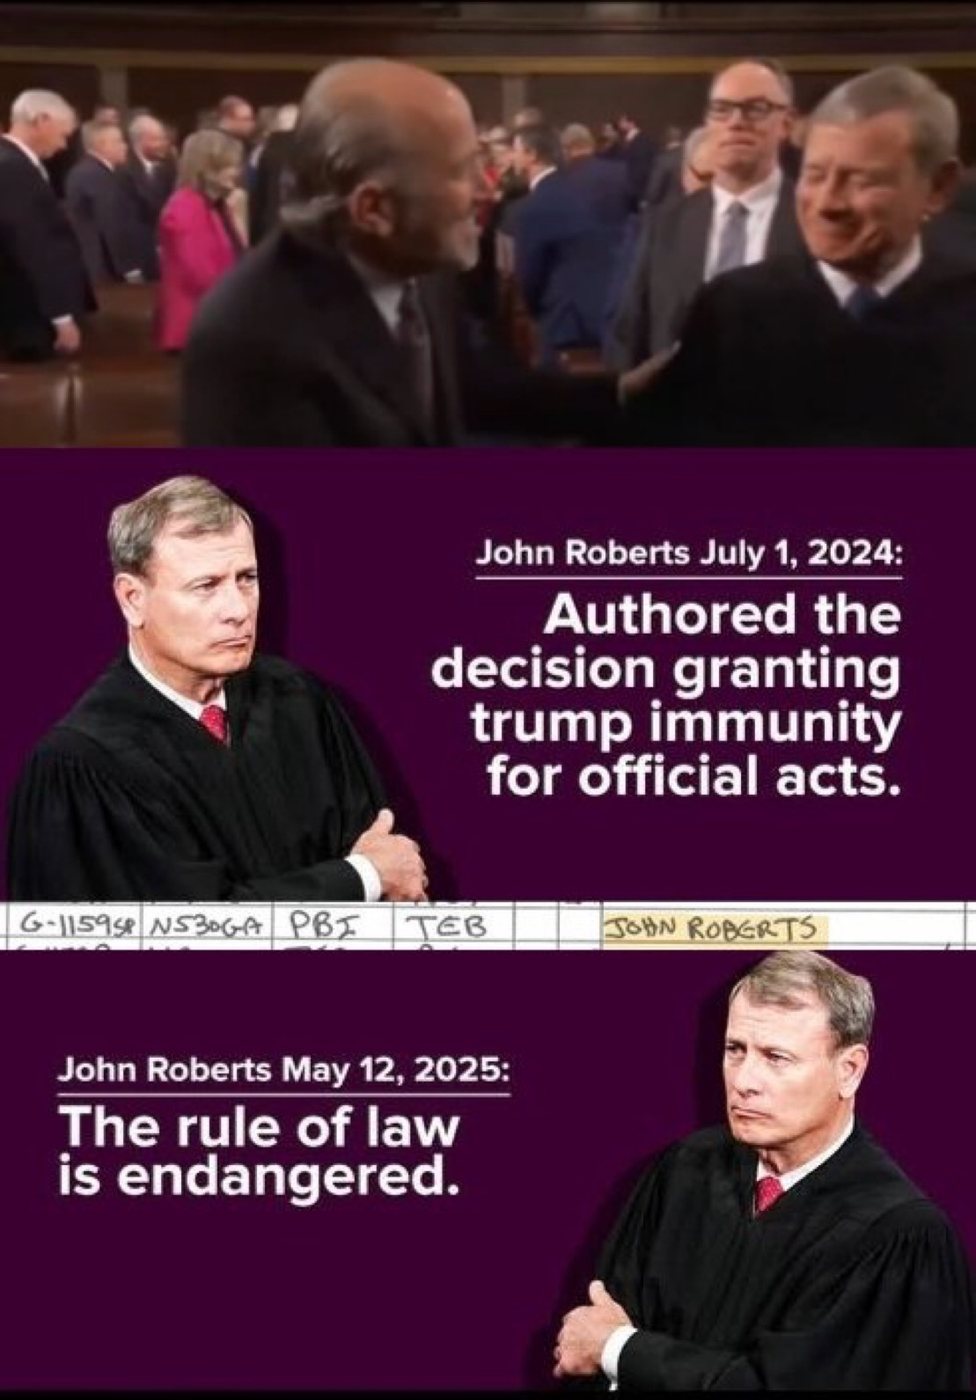 John Roberts July 1, 2024:
Authored the
decision granting
trump immunity
for official acts.
G-1159SP N530GA PBI TEB JOHN ROBERTS
John Roberts May 12, 2025:
The rule of law
is endangered.